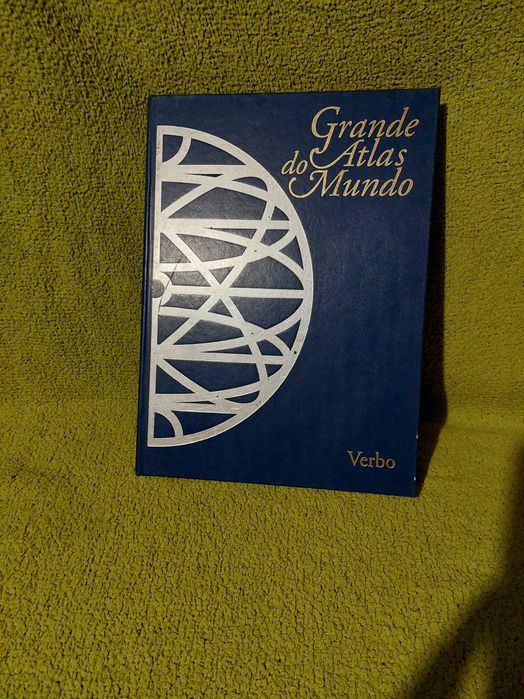 Grande
do Atlas
Mundo
Verbo